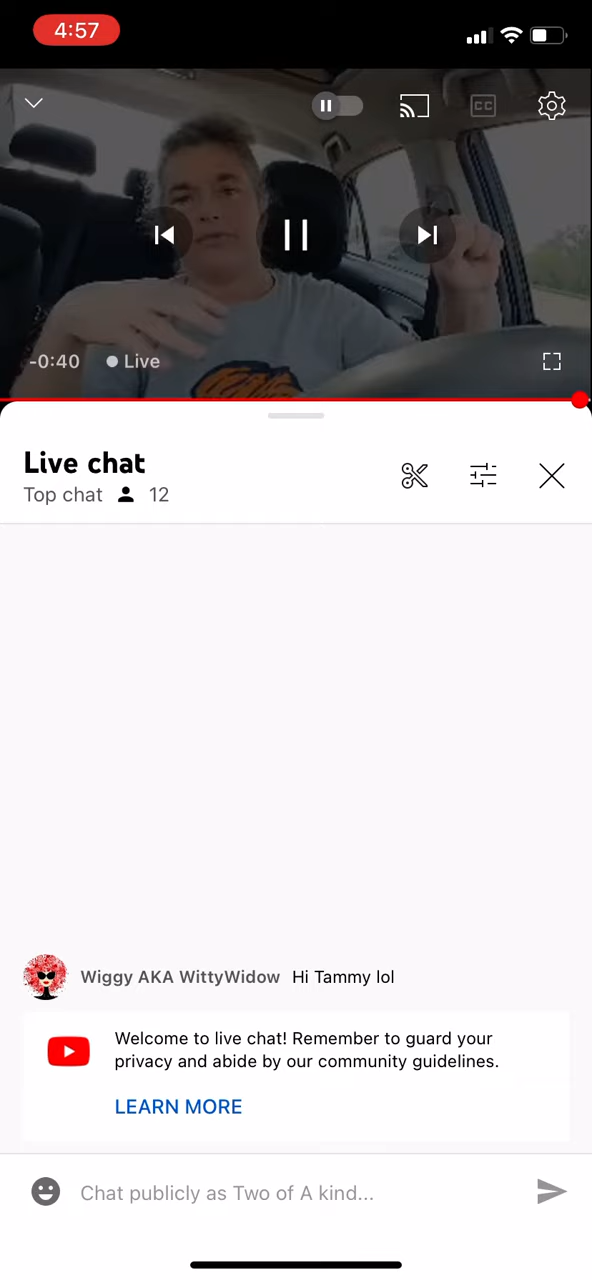 4:57
CC
-0:40 Live
Live chat
Top chat 12
Wiggy AKA WittyWidow Hi Tammy lol
Welcome to live chat! Remember to guard your
privacy and abide by our community guidelines.
LEARN MORE
Chat publicly as Two of A kind...